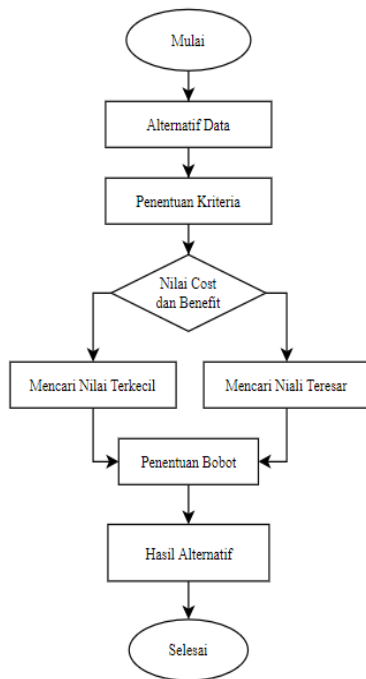 Mulai
Alternatif Data
Penentuan Kriteria
Nilai Cost
dan Benefit
Mencari Nilai Terkecil
Mencari Niali Teresar
Penentuan Bobot
Hasil Alternatif
Selesai